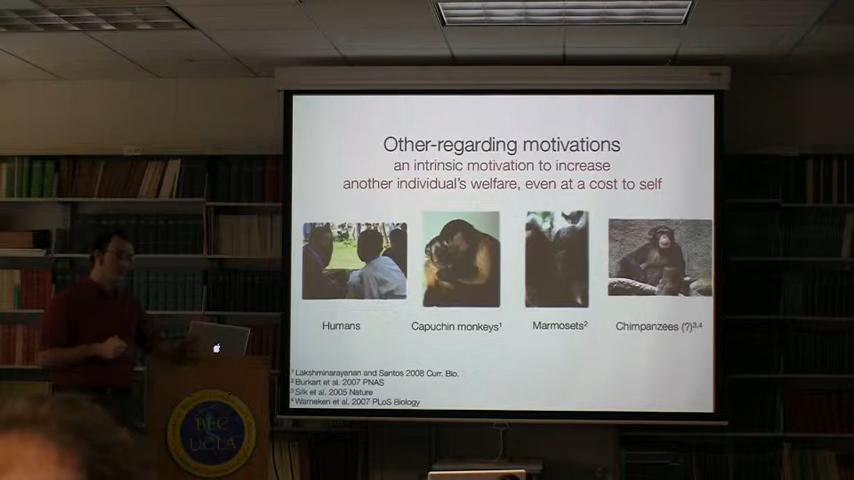 Other-regarding motivations
an intrinsic motivation to increase
another individual's welfare, even at a cost to self
Humans
Capuchin monkeys¹
Marmosets²
Chimpanzees (?)³,⁴
¹ Lakshminarayanan and Santos 2008 Curr. Bio.
² Burkart et al. 2007 PNAS
³ Silk et al. 2005 Nature
⁴ Warneken et al. 2007 PLoS Biology
BEC
UCLA